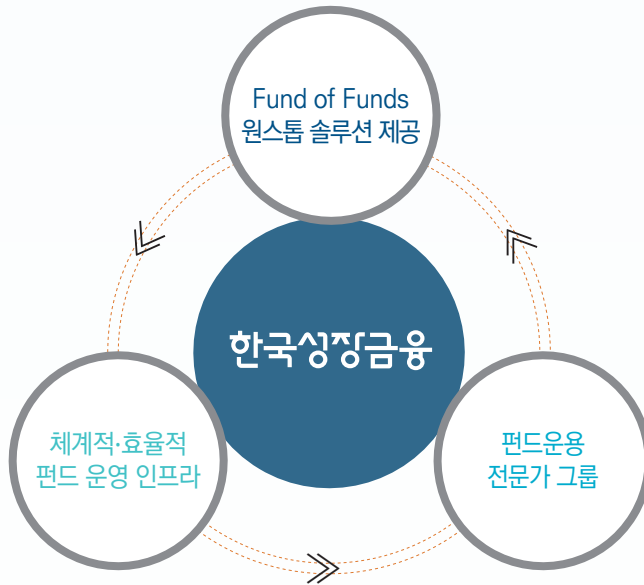 Fund of Funds
원스톱 솔루션 제공
한국성장금융
체계적·효율적
펀드 운영 인프라
펀드운용
전문가 그룹